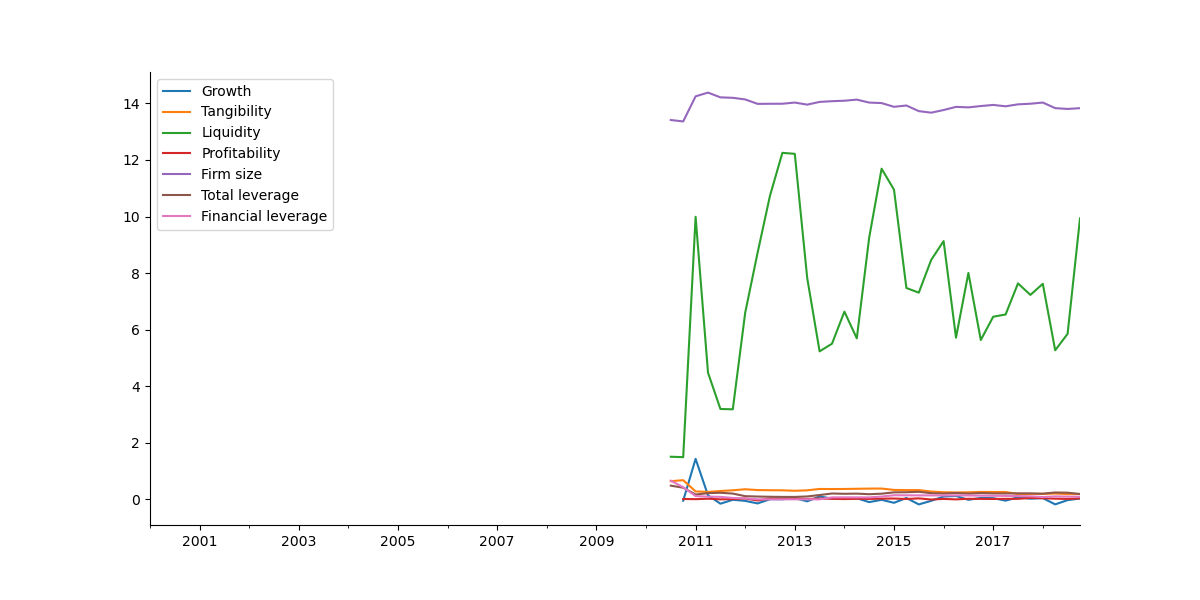 Growth
Tangibility
Liquidity
Profitability
Firm size
Total leverage
Financial leverage
14
12
10
8
6
4
2
0
2001 2003 2005 2007 2009 2011 2013 2015 2017